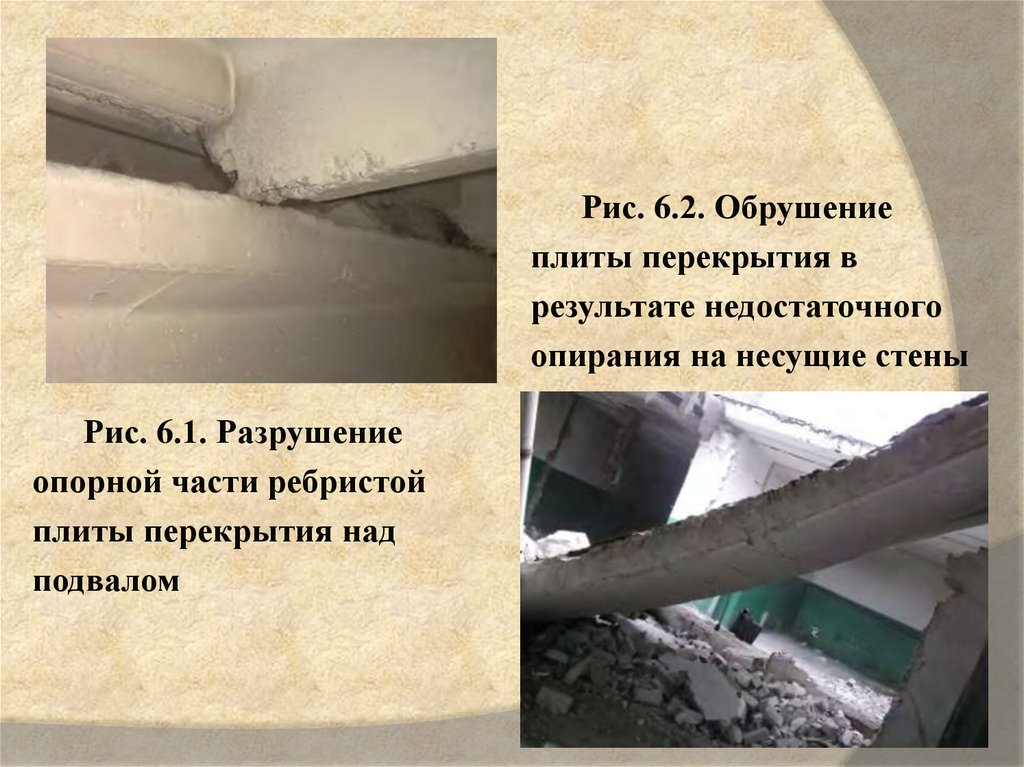 Рис. 6.2. Обрушение
плиты перекрытия в
результате недостаточного
опирания на несущие стены
Рис. 6.1. Разрушение
опорной части ребристой
плиты перекрытия над
подвалом